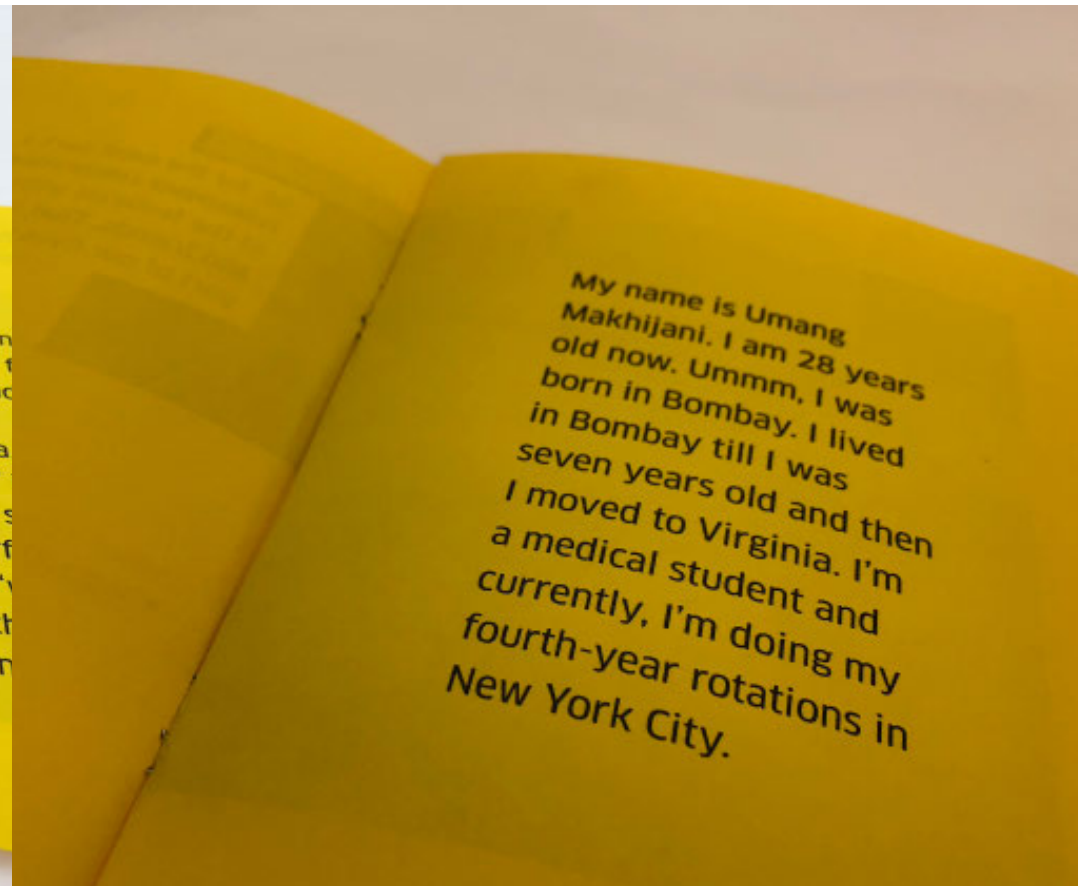 My name is Umang
Makhijani. I am 28 years
old now. Ummm, I was
born in Bombay. I lived
in Bombay till I was
seven years old and then
I moved to Virginia. I'm
a medical student and
currently, I'm doing my
fourth-year rotations in
New York City.